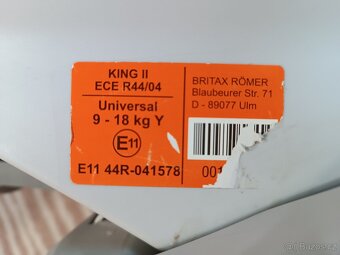 KING II
ECE R44/04
Universal
9 - 18 kg Y
E11
E11 44R-041578
BRITAX RÖMER
Blaubeurer Str. 71
D - 89077 Ulm
001